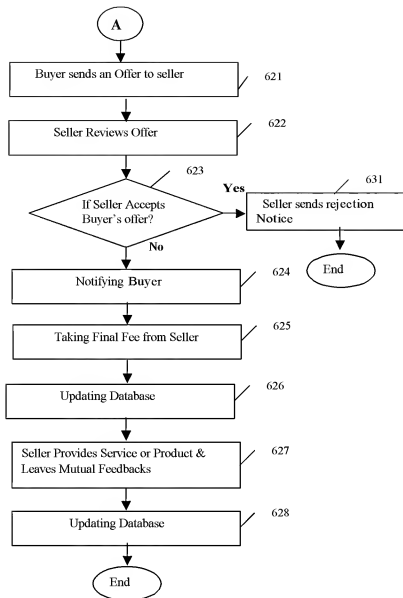 A
Buyer sends an Offer to seller
621
Seller Reviews Offer
622
623
631
If Seller Accepts
Buyer's offer?
Yes
Seller sends rejection
Notice
No
End
Notifying Buyer
624
Taking Final Fee from Seller
625
Updating Database
626
Seller Provides Service or Product &
Leaves Mutual Feedbacks
627
Updating Database
628
End